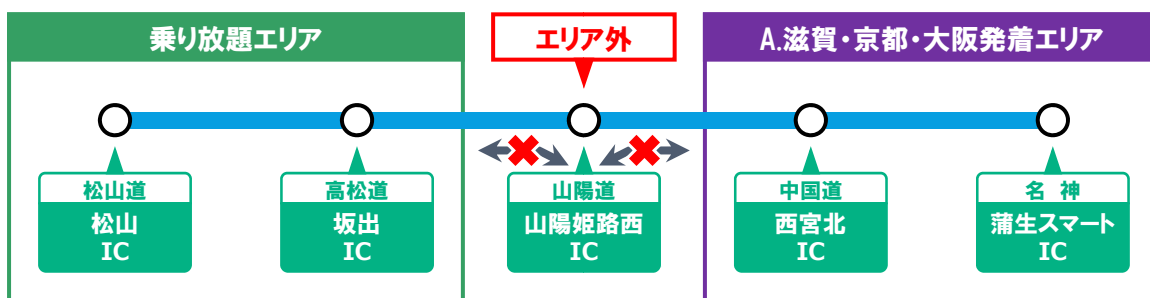 乗り放題エリア
エリア外
A.滋賀・京都・大阪発着エリア
松山道
松山
IC
高松道
坂出
IC
山陽道
山陽姫路西
IC
中国道
西宮北
IC
名 神
蒲生スマート
IC